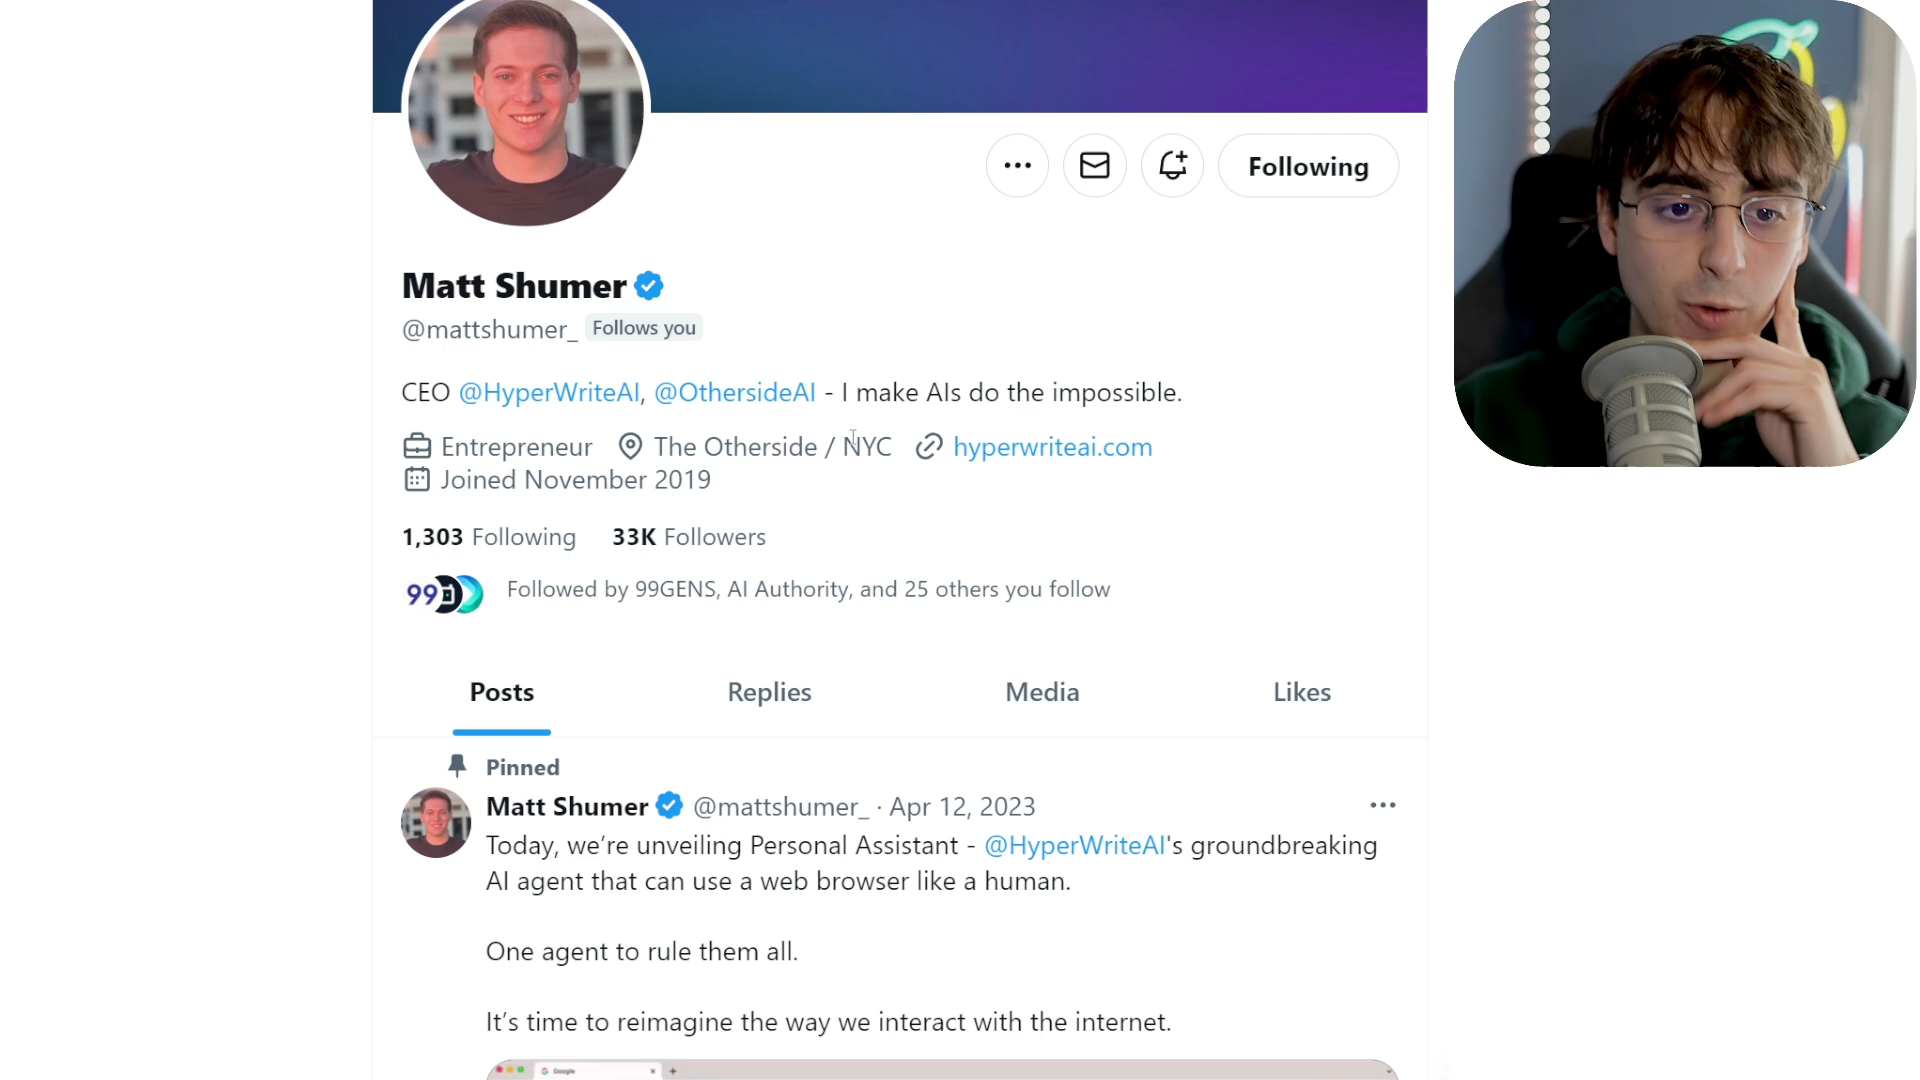 Following
Matt Shumer
@mattshumer_ Follows you
CEO @HyperWriteAI, @OthersideAI - I make AIs do the impossible.
Entrepreneur The Otherside / NYC hyperwriteai.com
Joined November 2019
1,303 Following 33K Followers
99
Followed by 99GENS, AI Authority, and 25 others you follow
Posts Replies Media Likes
Pinned
Matt Shumer @mattshumer_ · Apr 12, 2023
Today, we’re unveiling Personal Assistant - @HyperWriteAI's groundbreaking
AI agent that can use a web browser like a human.
One agent to rule them all.
It’s time to reimagine the way we interact with the internet.
Google